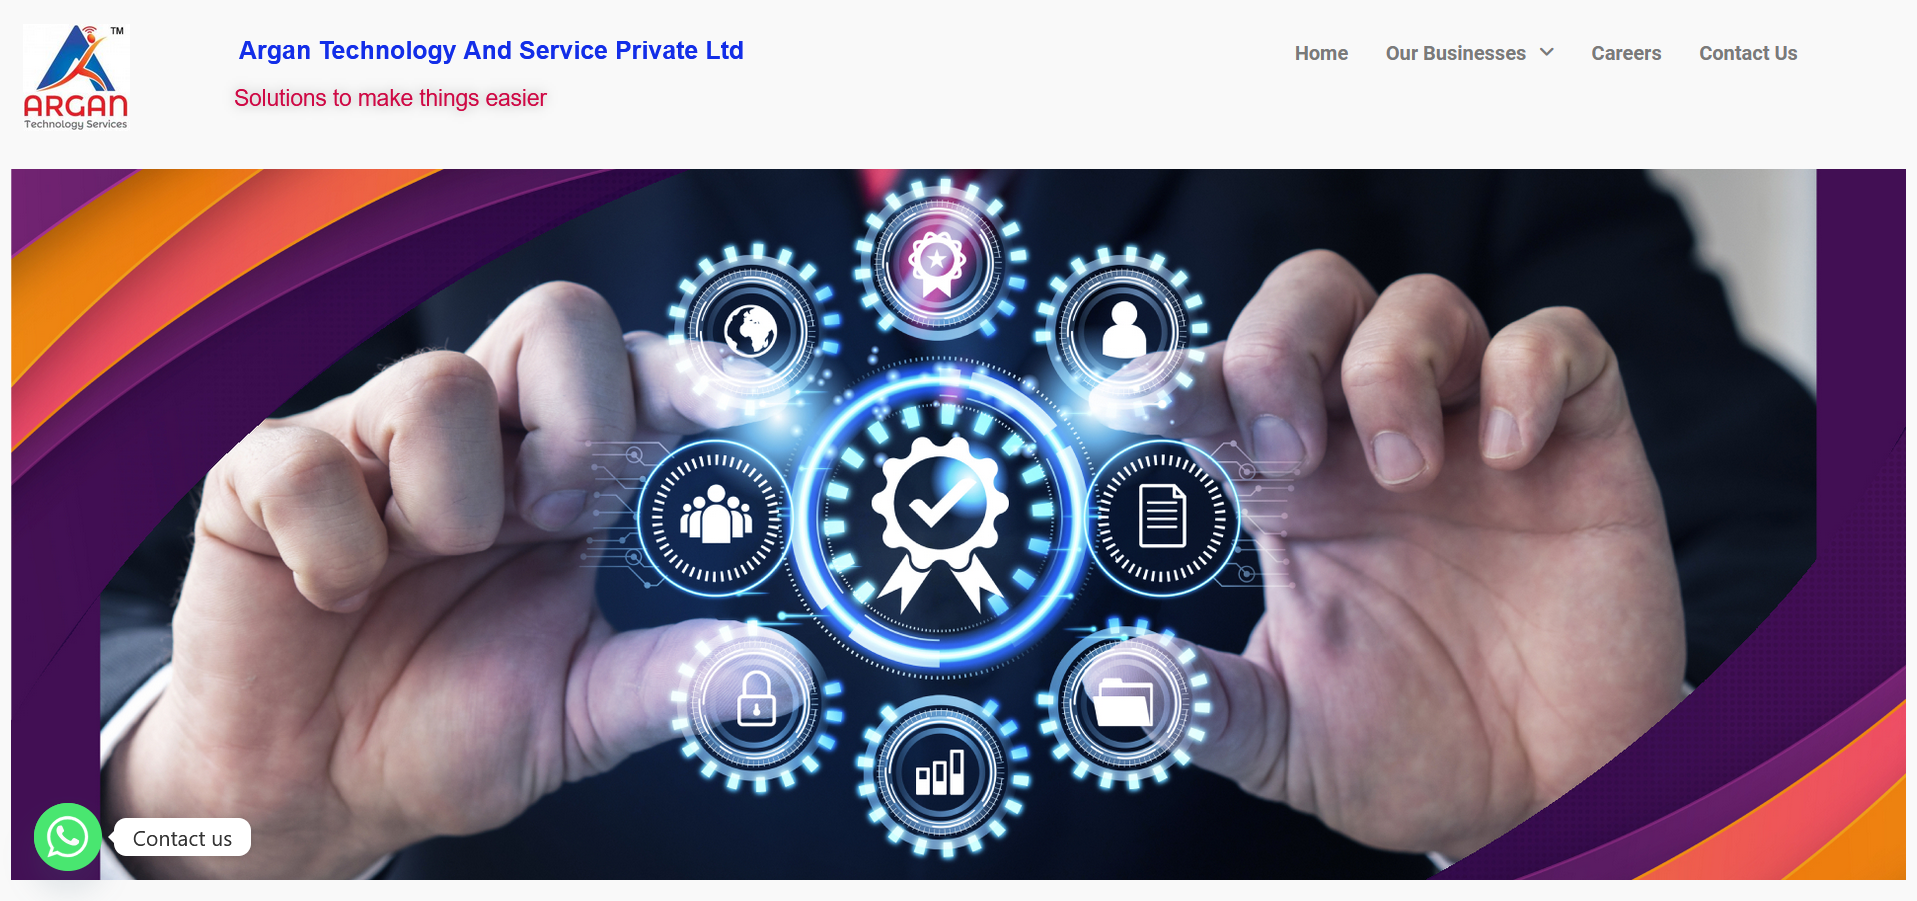 TM
ARGAN
Technology Services
Argan Technology And Service Private Ltd
Solutions to make things easier
Home
Our Businesses
Careers
Contact Us
Contact us